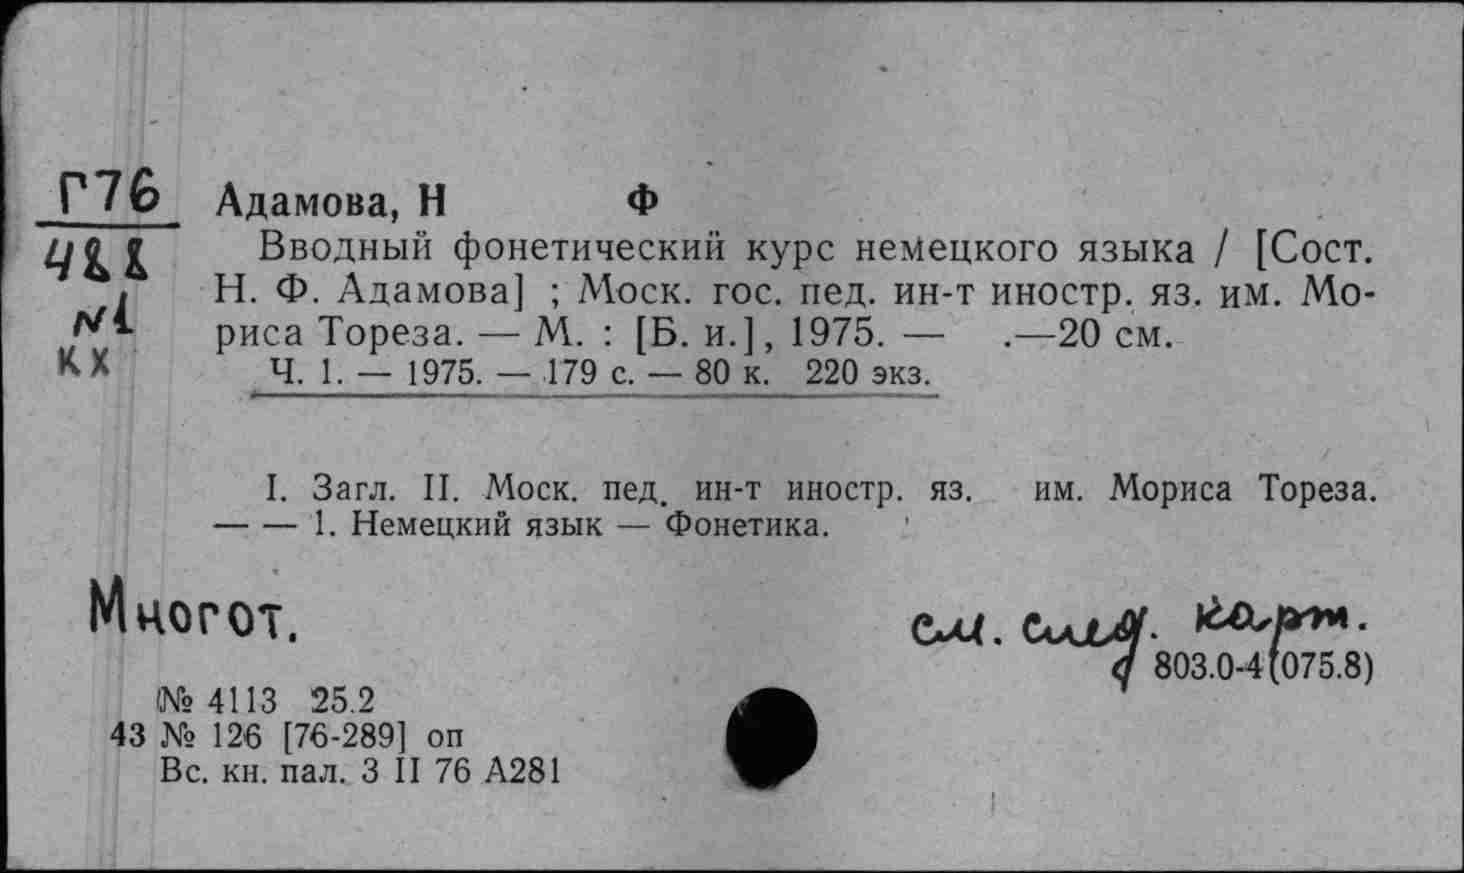 Г76
Адамова, Н Ф
Вводный фонетический курс немецкого языка / [Сост.
Н. Ф. Адамова] ; Моск. гос. пед. ин-т иностр. яз. им. Мо-
риса Тореза. — М. : [Б. и.], 1975. — .—20 см.
Ч. 1. — 1975. — 179 с. — 80 к. 220 экз.
КХ
I. Загл. II. Моск. пед. ин-т иностр. яз. им. Мориса Тореза.
— — 1. Немецкий язык — Фонетика.
Многот.
см. след. карт.
803.0-4(075.8)
№ 4113 25.2
43 № 126 [76-289] оп
Вс. кн. пал. 3 II 76 А281